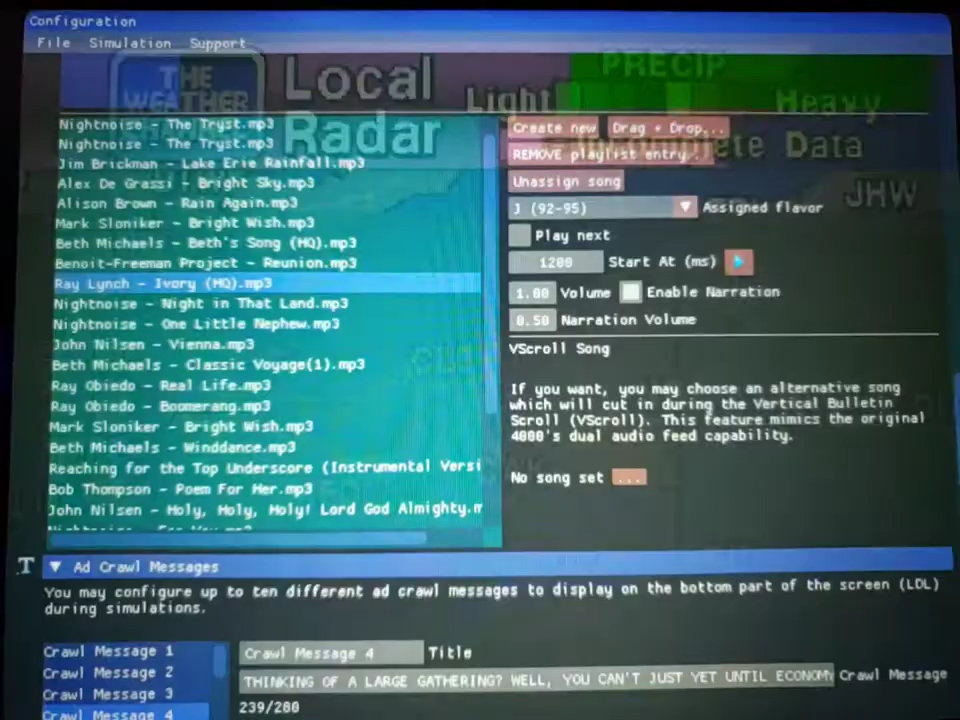 Configuration
File Simulation Support
THE WEATHER
Local
Radar
PRECIP
Light
Heavy
Incomplete Data
JHW
Nightnoise - The Tryst.mp3
Nightnoise - The Tryst.mp3
Jim Brickman - Lake Erie Rainfall.mp3
Alex De Grassi - Bright Sky.mp3
Alison Brown - Rain Again.mp3
Mark Sloniker - Bright Wish.mp3
Beth Michaels - Beth's Song (HQ).mp3
Benoit-Freeman Project - Reunion.mp3
Ray Lynch - Ivory (HQ).mp3
Nightnoise - Night in That Land.mp3
Nightnoise - One Little Nephew.mp3
John Nilsen - Vienna.mp3
Beth Michaels - Classic Voyage(1).mp3
Ray Obiedo - Real Life.mp3
Ray Obiedo - Boomerang.mp3
Mark Sloniker - Bright Wish.mp3
Beth Michaels - Winddance.mp3
Reaching for the Top Underscore (Instrumental Versi
Bob Thompson - Poem For Her.mp3
John Nilsen - Holy, Holy, Holy! Lord God Almighty.m
Nightnoise - For You.mp3
Create new Drag + Drop...
REMOVE playlist entry...
Unassign song
J (92-95) Assigned flavor
Play next
1200 Start At (ms)
1.00 Volume Enable Narration
0.50 Narration Volume
VScroll Song
If you want, you may choose an alternative song
which will cut in during the Vertical Bulletin
Scroll (VScroll). This feature mimics the original
4000's dual audio feed capability.
No song set ...
T
Ad Crawl Messages
You may configure up to ten different ad crawl messages to display on the bottom part of the screen (LDL)
during simulations.
Crawl Message 1
Crawl Message 2
Crawl Message 3
Crawl Message 4
Crawl Message 4 Title
THINKING OF A LARGE GATHERING? WELL, YOU CAN'T JUST YET UNTIL ECONOM Crawl Message
239/280